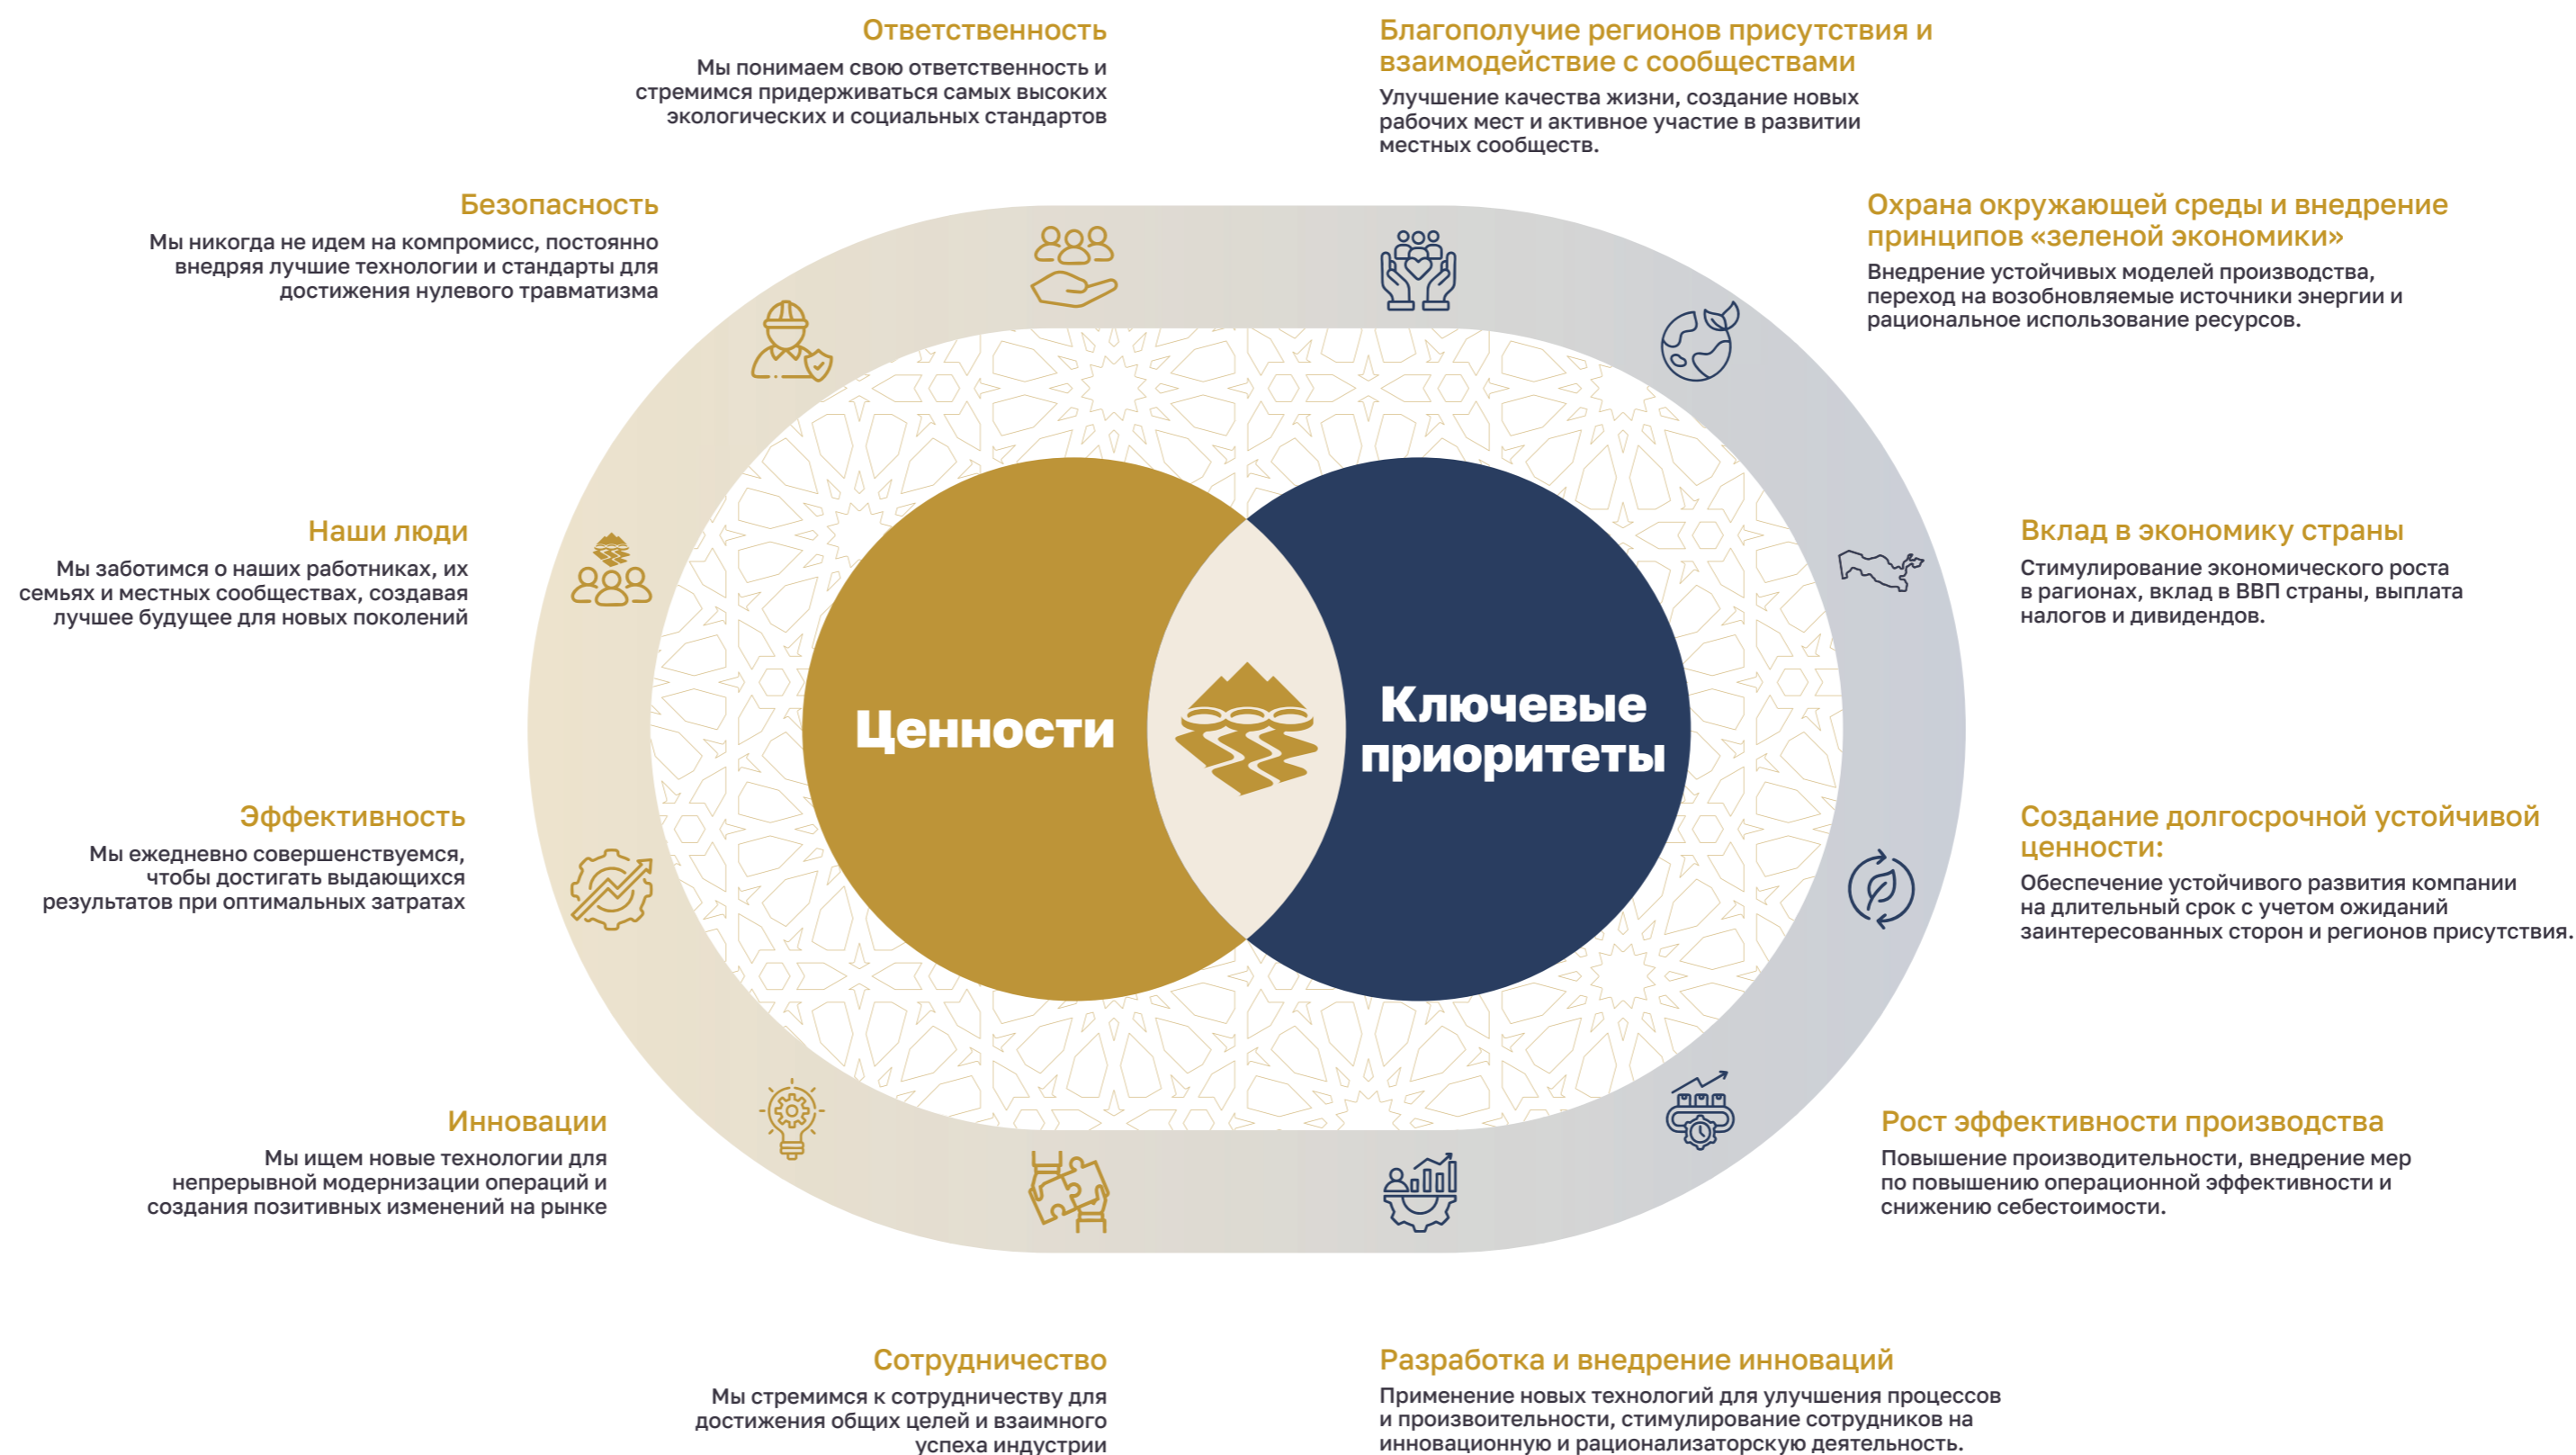 Ответственность
Мы понимаем свою ответственность и
стремимся придерживаться самых высоких
экологических и социальных стандартов
Безопасность
Мы никогда не идем на компромисс, постоянно
внедряя лучшие технологии и стандарты для
достижения нулевого травматизма
Наши люди
Мы заботимся о наших работниках, их
семьях и местных сообществах, создавая
лучшее будущее для новых поколений
Эффективность
Мы ежедневно совершенствуемся,
чтобы достигать выдающихся
результатов при оптимальных затратах
Инновации
Мы ищем новые технологии для
непрерывной модернизации операций и
создания позитивных изменений на рынке
Сотрудничество
Мы стремимся к сотрудничеству для
достижения общих целей и взаимного
успеха индустрии
Ценности
Ключевые
приоритеты
Благополучие регионов присутствия и
взаимодействие с сообществами
Улучшение качества жизни, создание новых
рабочих мест и активное участие в развитии
местных сообществ.
Охрана окружающей среды и внедрение
принципов «зеленой экономики»
Внедрение устойчивых моделей производства,
переход на возобновляемые источники энергии и
рациональное использование ресурсов.
Вклад в экономику страны
Стимулирование экономического роста
в рагионах, вклад в ВВП страны, выплата
налогов и дивидендов.
Создание долгосрочной устойчивой
ценности:
Обеспечение устойчивого развития компании
на длительный срок с учетом ожиданий
заинтересованных сторон и регионов присутствия.
Рост эффективности производства
Повышение производительности, внедрение мер
по повышению операционной эффективности и
снижению себестоимости.
Разработка и внедрение инноваций
Применение новых технологий для улучшения процессов
и произвоительности, стимулирование сотрудников на
инновационную и рационализаторскую деятельность.